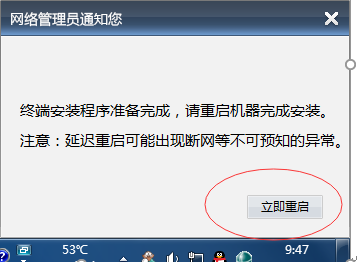 网络管理员通知您
终端安装程序准备完成，请重启机器完成安装。
注意：延迟重启可能出现断网等不可预知的异常。
立即重启
53℃
9:47